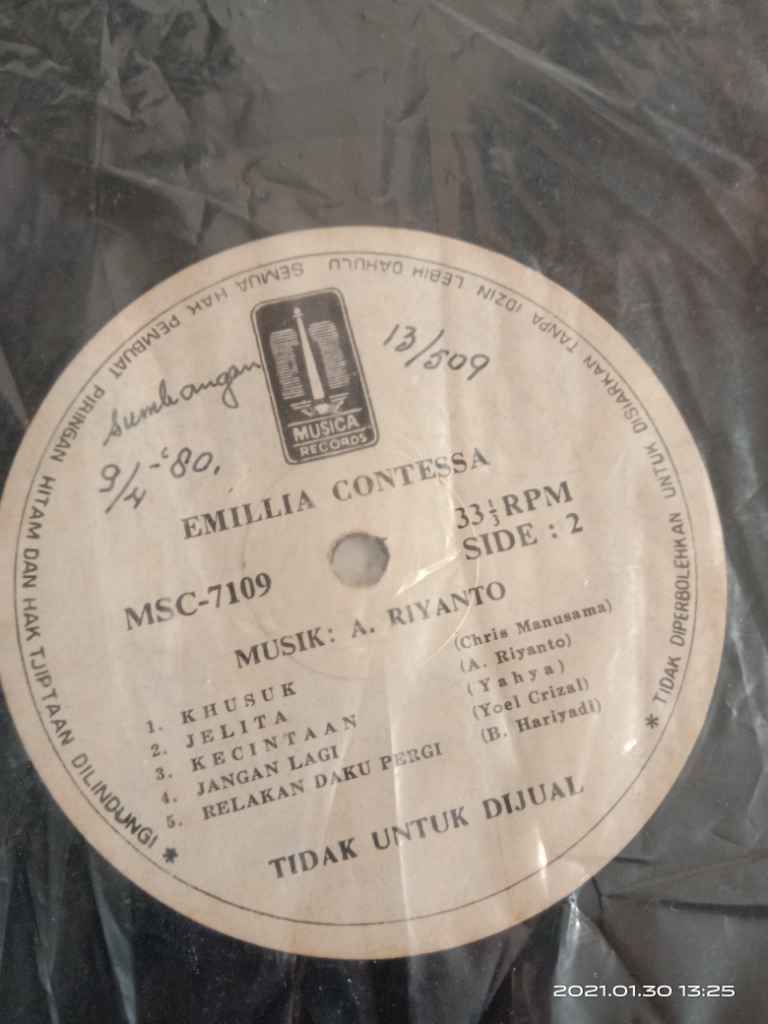 SEMUA HAK PEMBUAT PIRINGAN HITAM DAN HAK TJIPTAAN DILINDUNGI *
* TIDAK DIPERBOLEHKAN UNTUK DISIARKAN TANPA IDZIN LEBIH DAHULU
MUSICA
RECORDS
13/509
Sumbangan
9/4-'80.
EMILLIA CONTESSA
MSC-7109
33 1/3 RPM
SIDE : 2
MUSIK: A. RIYANTO
1. KHUSUK (Chris Manusama)
2. JELITA (A. Riyanto)
3. KECINTAAN (Yahya)
4. JANGAN LAGI (Yoel Crizal)
5. RELAKAN DAKU PERGI (B. Hariyadi)
TIDAK UNTUK DIJUAL
2021.01.30 13:25